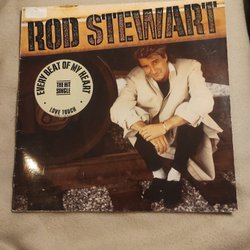 ROD STEWART
EVERY BEAT OF MY HEART
THE HIT
SINGLE
LOVE TOUCH